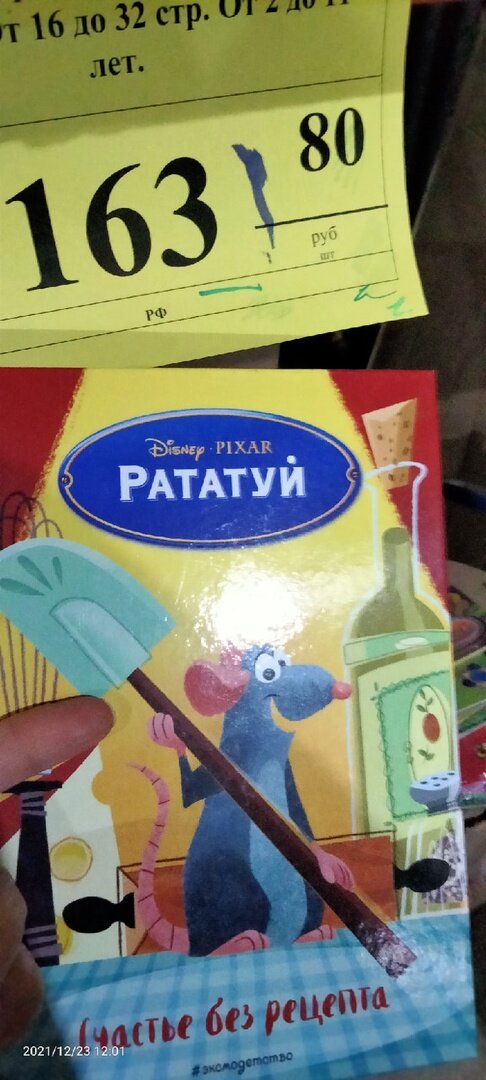 от 16 до 32 стр. От 2 до 11
лет.
163 80
руб
шт
РФ
Disney · PIXAR
РАТАТУЙ
Счастье без рецепта
#эксмодетство
2021/12/23 12:01